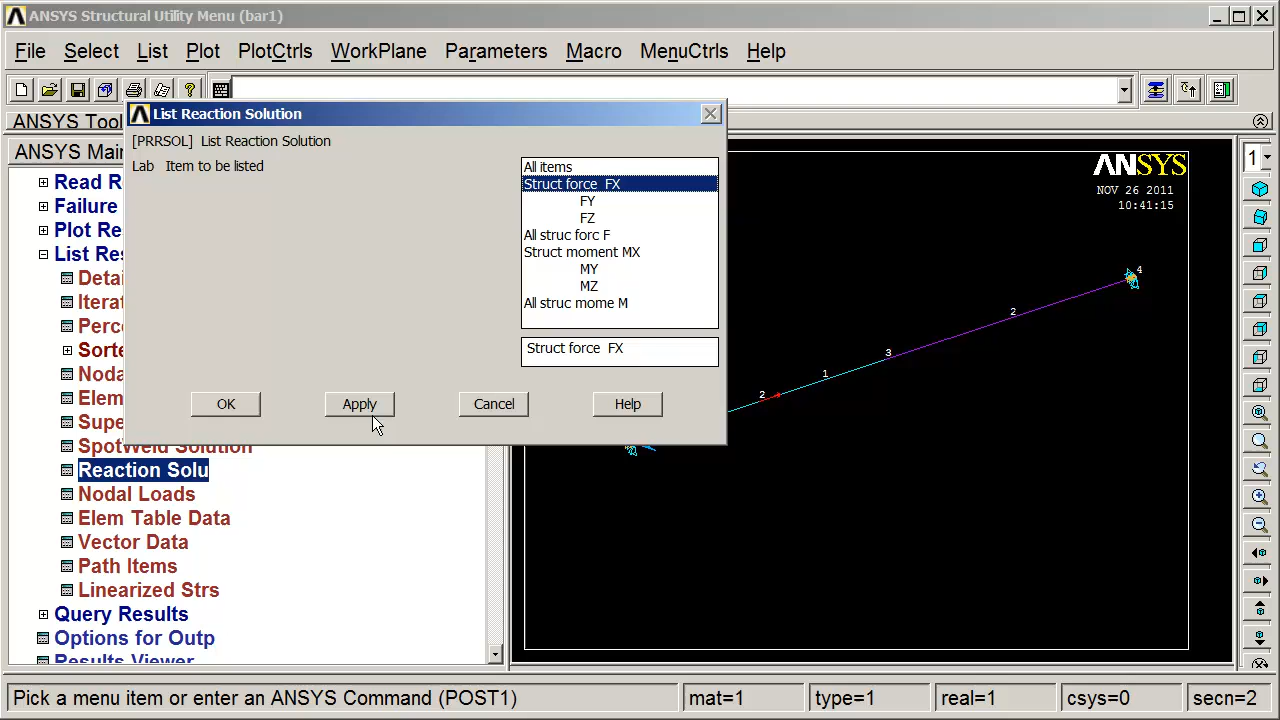 ANSYS Structural Utility Menu (bar1)
File Select List Plot PlotCtrls WorkPlane Parameters Macro MenuCtrls Help
ANSYS Tool
List Reaction Solution
[PRRSOL] List Reaction Solution
Lab Item to be listed
All items
Struct force FX
FY
FZ
All struc forc F
Struct moment MX
MY
MZ
All struc mome M
Struct force FX
OK Apply Cancel Help
ANSYS Mai
Read R
Failure
Plot Re
List Res
Detai
Iterat
Perce
Sorte
Noda
Elem
Supe
SpotWeld Solution
Reaction Solu
Nodal Loads
Elem Table Data
Vector Data
Path Items
Linearized Strs
Query Results
Options for Outp
Results Viewer
ANSYS
NOV 26 2011
10:41:15
4
2
3
1
2
1
Pick a menu item or enter an ANSYS Command (POST1) mat=1 type=1 real=1 csys=0 secn=2